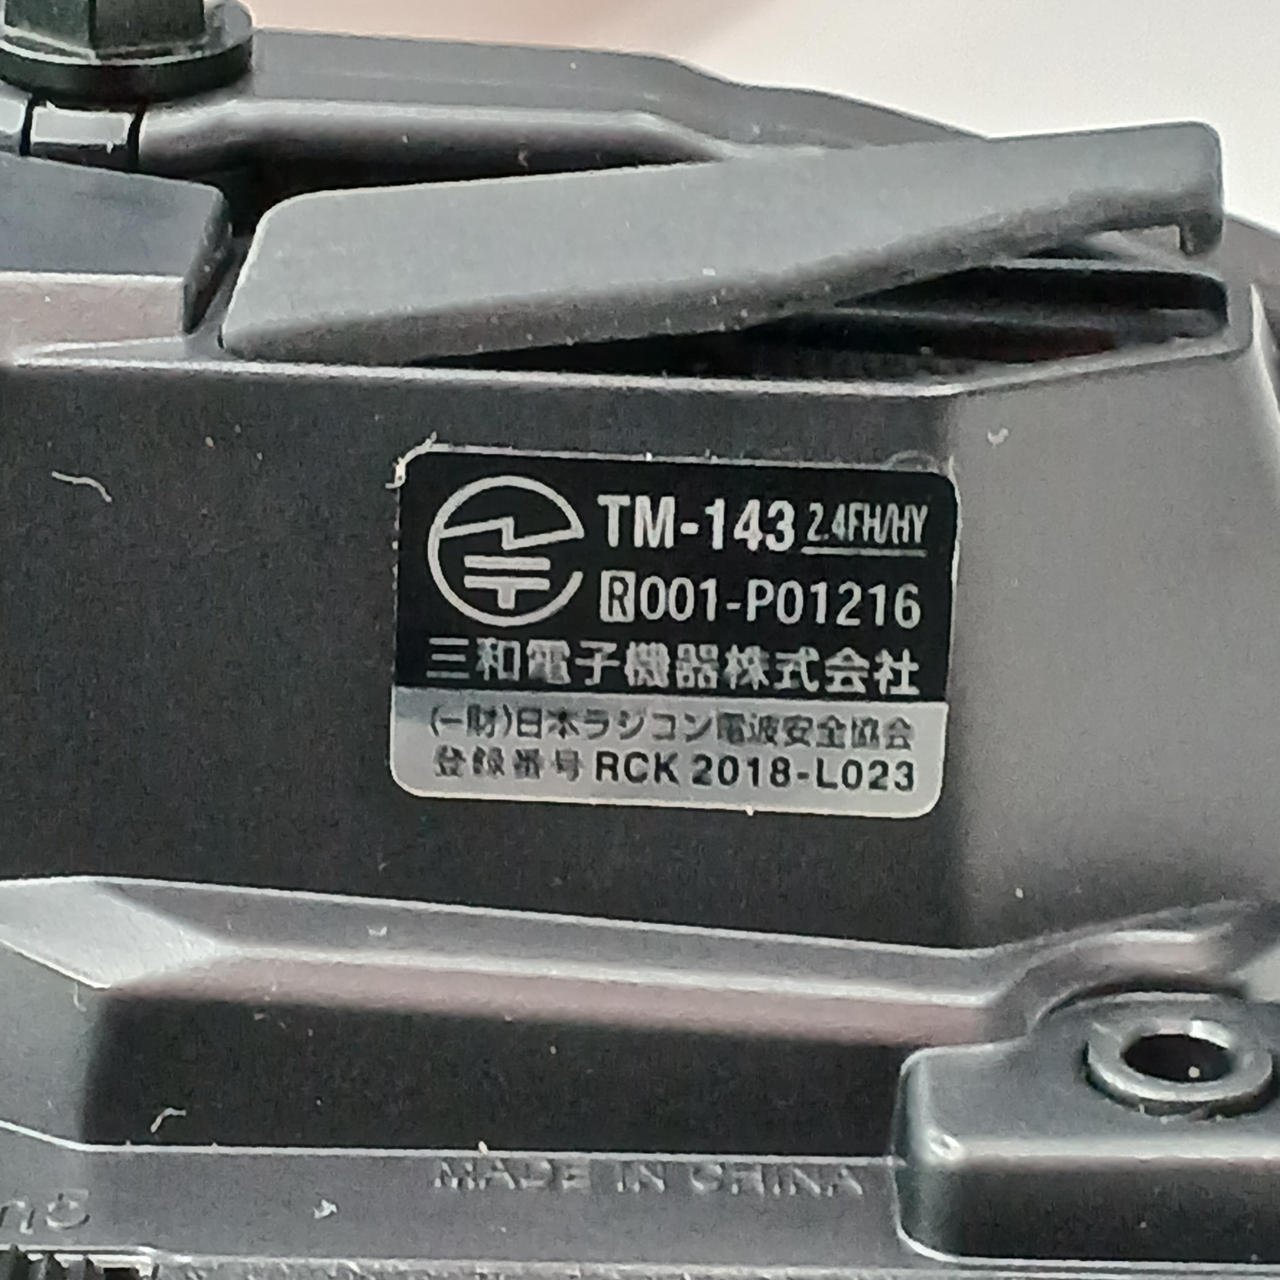 TM-143 2.4FH/HY
R001-P01216
三和電子機器株式会社
(一財)日本ラジコン電波安全協会
登録番号 RCK 2018-L023
MADE IN CHINA